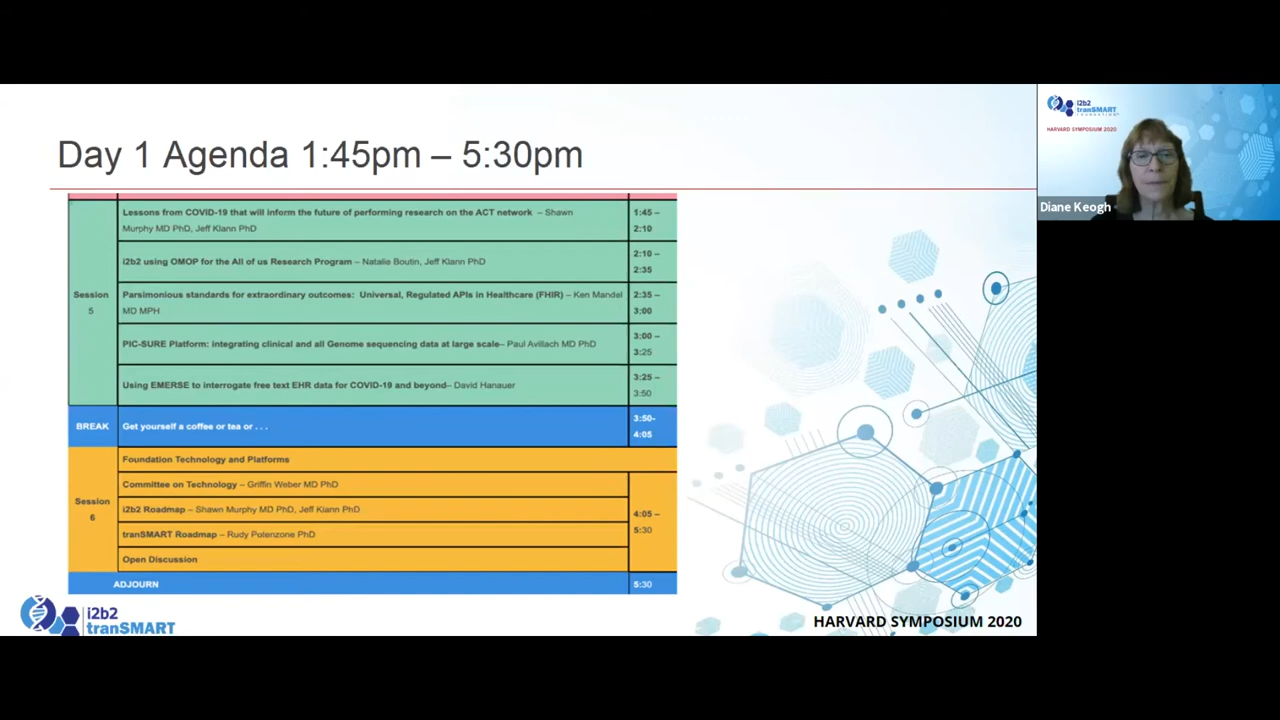 Day 1 Agenda 1:45pm – 5:30pm
Lessons from COVID-19 that will inform the future of performing research on the ACT network – Shawn
Murphy MD PhD, Jeff Klann PhD
1:45 –
2:10
i2b2 using OMOP for the All of us Research Program – Natalie Boutin, Jeff Klann PhD
2:10 –
2:35
Session
5
Parsimonious standards for extraordinary outcomes: Universal, Regulated APIs in Healthcare (FHIR) – Ken Mandel
MD MPH
2:35 –
3:00
PIC-SURE Platform: integrating clinical and all Genome sequencing data at large scale– Paul Avillach MD PhD
3:00 –
3:25
Using EMERSE to interrogate free text EHR data for COVID-19 and beyond– David Hanauer
3:25 –
3:50
BREAK
Get yourself a coffee or tea or . . .
3:50-
4:05
Session
6
Foundation Technology and Platforms
Committee on Technology – Griffin Weber MD PhD
i2b2 Roadmap – Shawn Murphy MD PhD, Jeff Klann PhD
tranSMART Roadmap – Rudy Potenzone PhD
Open Discussion
4:05 –
5:30
ADJOURN
5:30
i2b2
tranSMART
HARVARD SYMPOSIUM 2020
i2b2
tranSMART
FOUNDATION
HARVARD SYMPOSIUM 2020
Diane Keogh